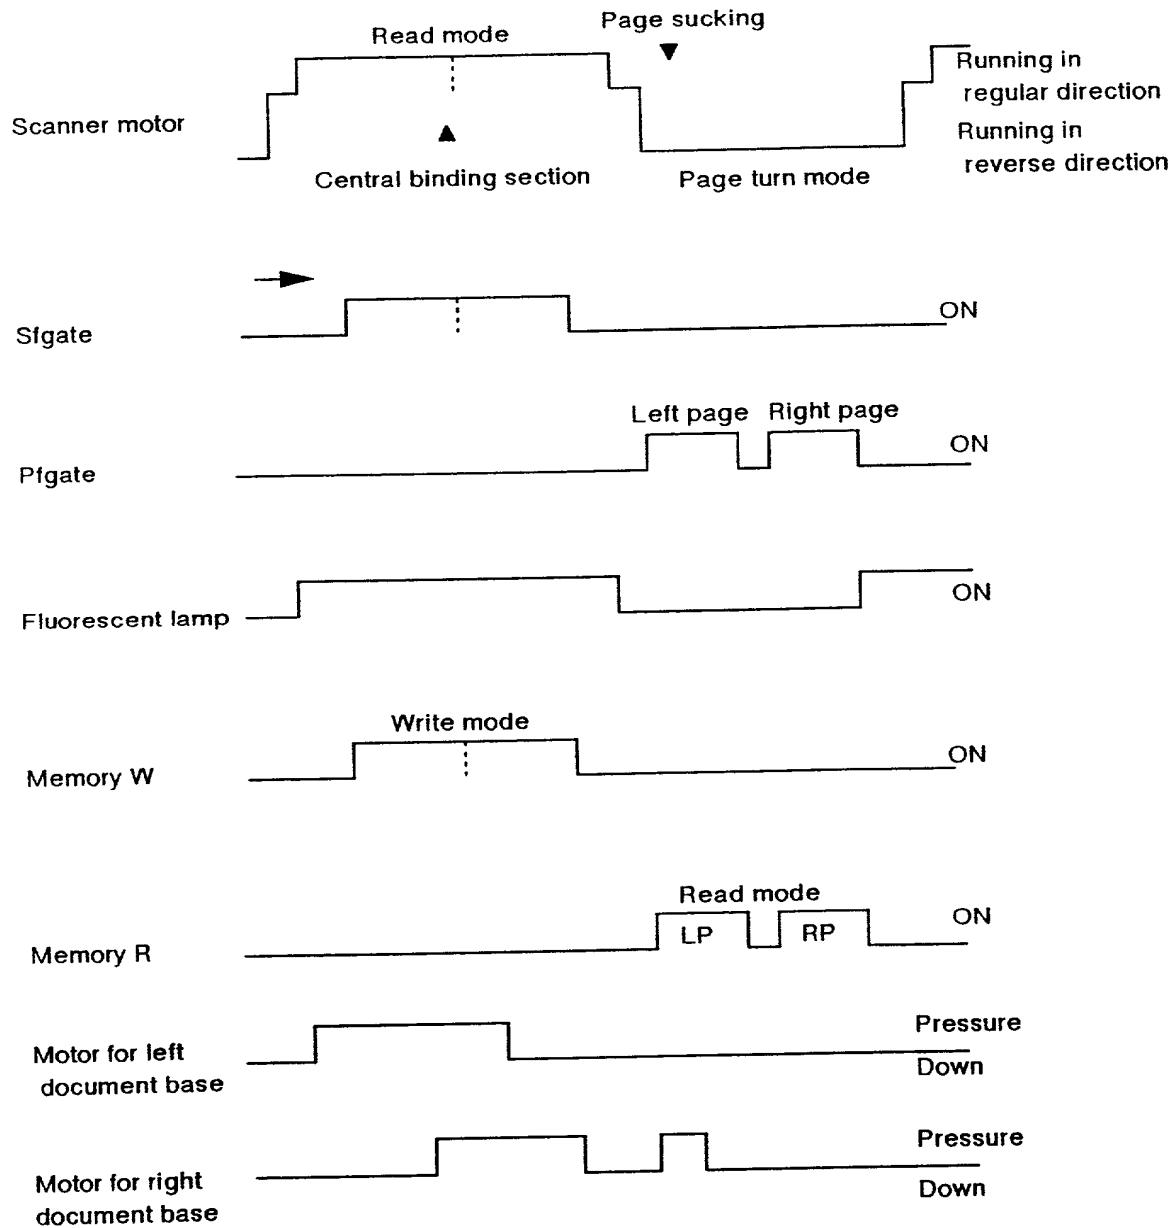 Page sucking
Read mode
Running in
regular direction
Scanner motor
Running in
reverse direction
Central binding section
Page turn mode
Sfgate
ON
Left page
Right page
Pfgate
ON
Fluorescent lamp
ON
Write mode
Memory W
ON
Read mode
LP
RP
ON
Memory R
Motor for left
document base
Pressure
Down
Motor for right
document base
Pressure
Down